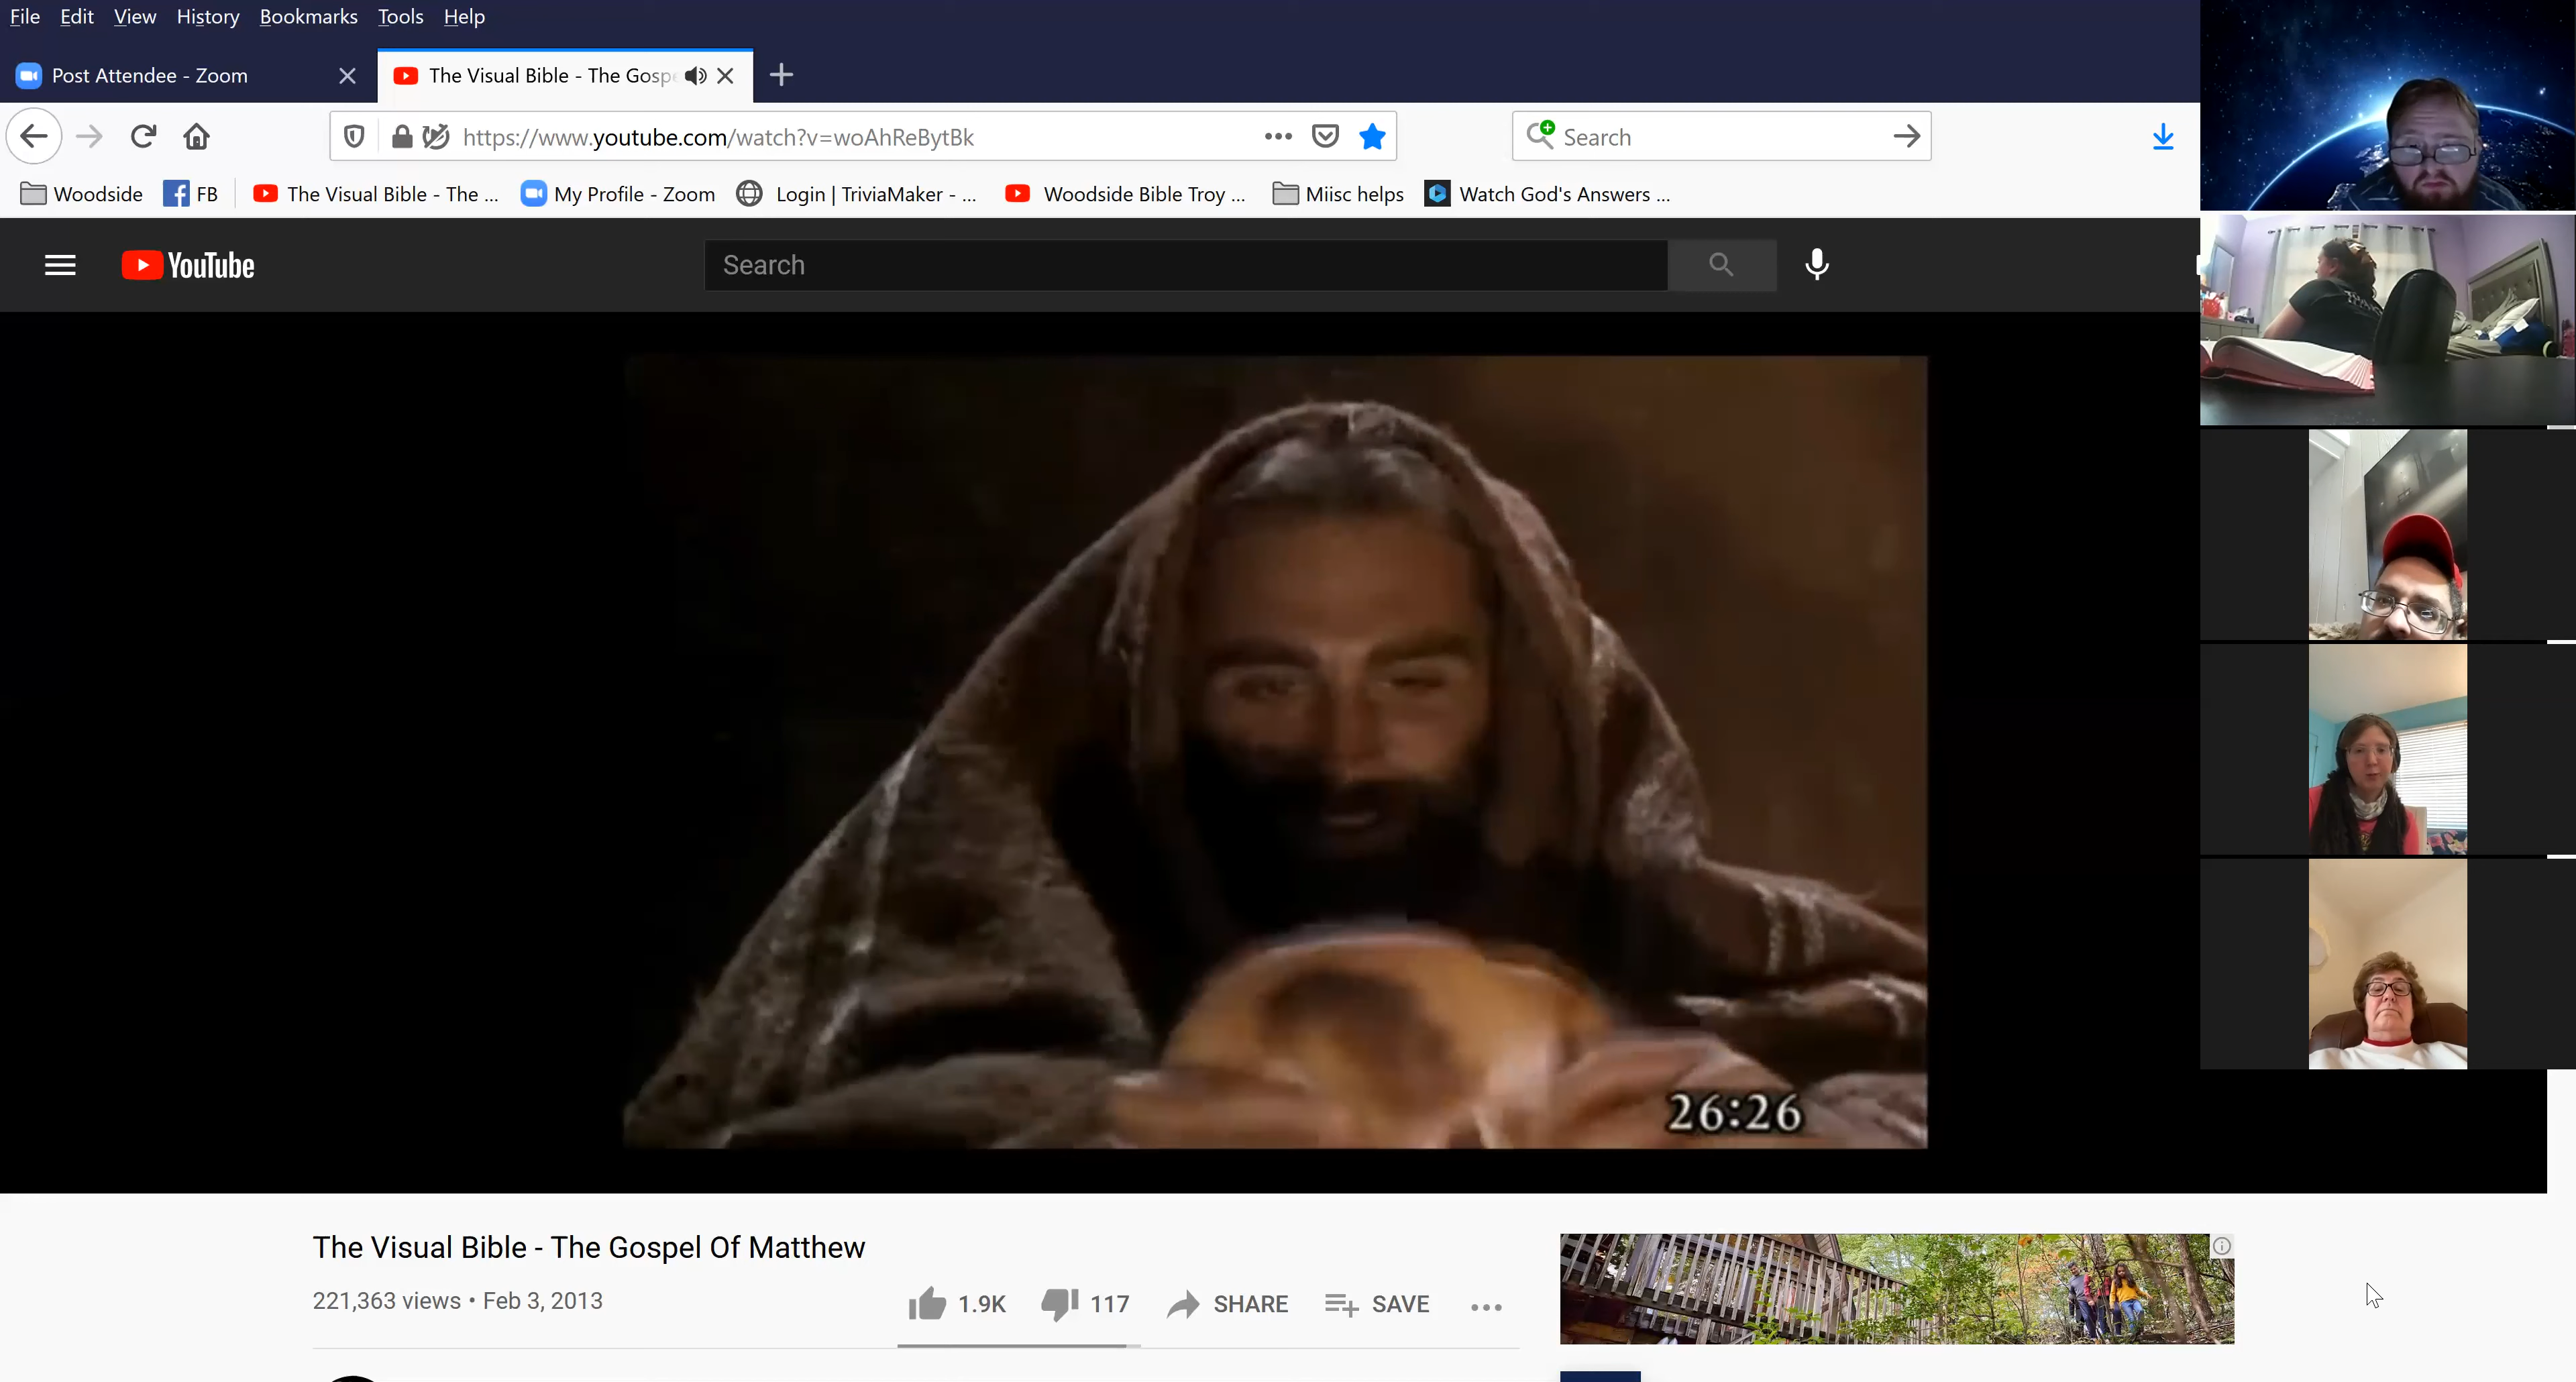 File Edit View History Bookmarks Tools Help
Post Attendee - Zoom
The Visual Bible - The Gosp
https://www.youtube.com/watch?v=woAhReBytBk
Search
Woodside FB The Visual Bible - The ... My Profile - Zoom Login | TriviaMaker - ... Woodside Bible Troy ... Miisc helps Watch God's Answers ...
YouTube
Search
26:26
The Visual Bible - The Gospel Of Matthew
221,363 views • Feb 3, 2013
1.9K 117 SHARE SAVE